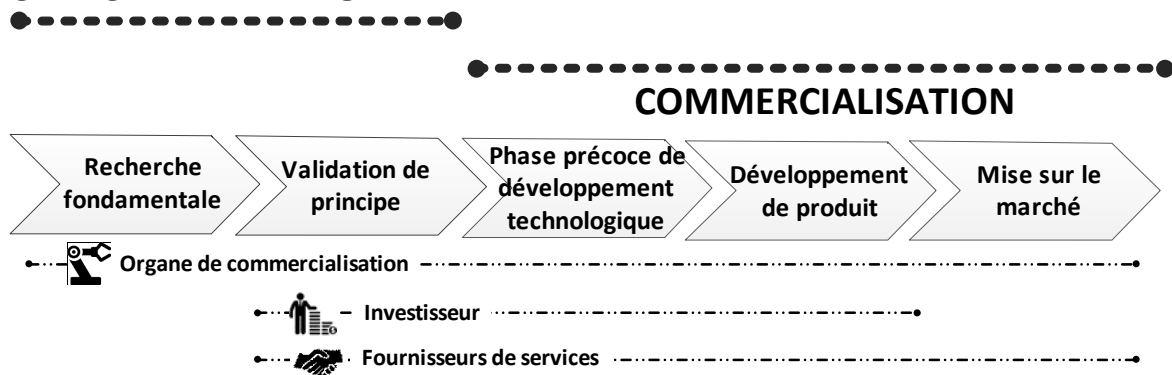 COMMERCIALISATION
Recherche
fondamentale
Validation de
principe
Phase précoce de
développement
technologique
Développement
de produit
Mise sur le
marché
Organe de commercialisation
Investisseur
Fournisseurs de services